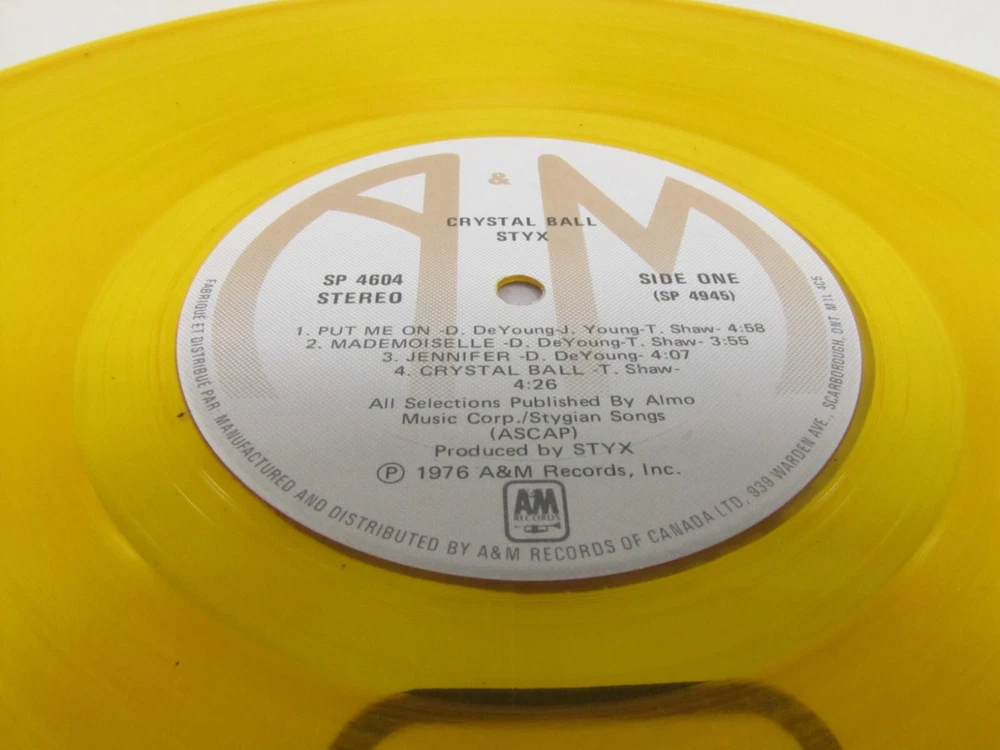 A & M
CRYSTAL BALL
STYX
SP 4604
STEREO
SIDE ONE
(SP 4945)
1. PUT ME ON -D. DeYoung-J. Young-T. Shaw- 4:58
2. MADEMOISELLE -D. DeYoung-T. Shaw- 3:55
3. JENNIFER -D. DeYoung- 4:07
4. CRYSTAL BALL -T. Shaw-
4:26
All Selections Published By Almo
Music Corp./Stygian Songs
(ASCAP)
Produced by STYX
Ⓟ 1976 A&M Records, Inc.
A&M
RECORDS
FABRIQUE ET DISTRIBUE PAR: MANUFACTURED AND DISTRIBUTED BY A&M RECORDS OF CANADA LTD, 939 WARDEN AVE., SCARBOROUGH, ONT M1L 4C5